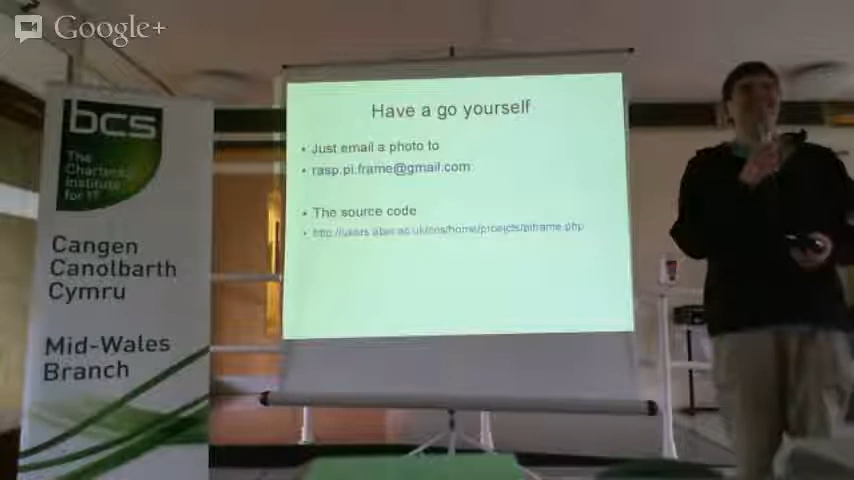 Google+
bcs
The
Chartered
Institute
for IT
Cangen
Canolbarth
Cymru
Mid-Wales
Branch
Have a go yourself
• Just email a photo to
• rasp.pi.frame@gmail.com
• The source code